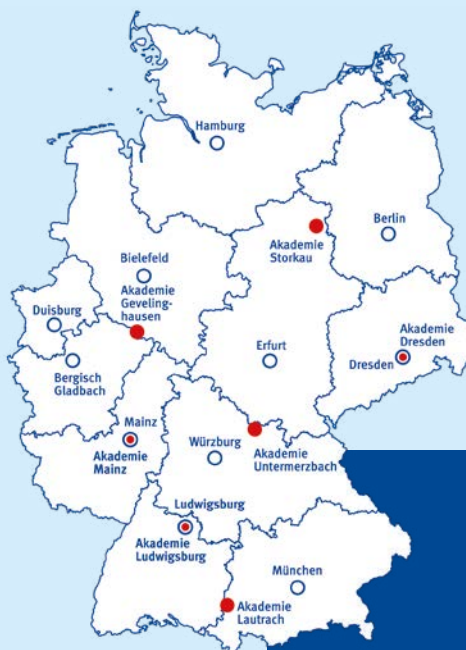 Hamburg
Berlin
Akademie
Storkau
Bielefeld
Akademie
Geveling-
hausen
Duisburg
Bergisch
Gladbach
Erfurt
Akademie
Dresden
Dresden
Mainz
Akademie
Mainz
Würzburg
Akademie
Untermerzbach
Ludwigsburg
Akademie
Ludwigsburg
München
Akademie
Lautrach